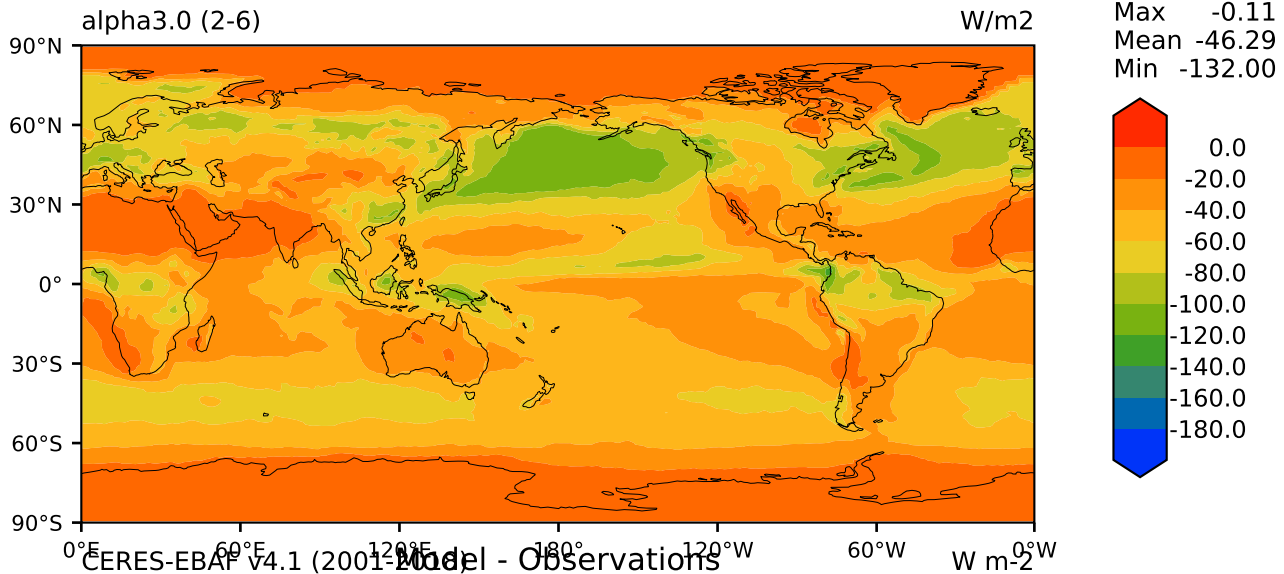 alpha3.0 (2-6)
W/m2
Max -0.11
Mean -46.29
Min -132.00
90°N
60°N
30°N
0°
30°S
60°S
90°S
0.0
-20.0
-40.0
-60.0
-80.0
-100.0
-120.0
-140.0
-160.0
-180.0
0°E 60°E 120°E 180° 120°W 60°W 0°W
CERES-EBAF v4.1 (2001-2018)
Model - Observations
W m-2